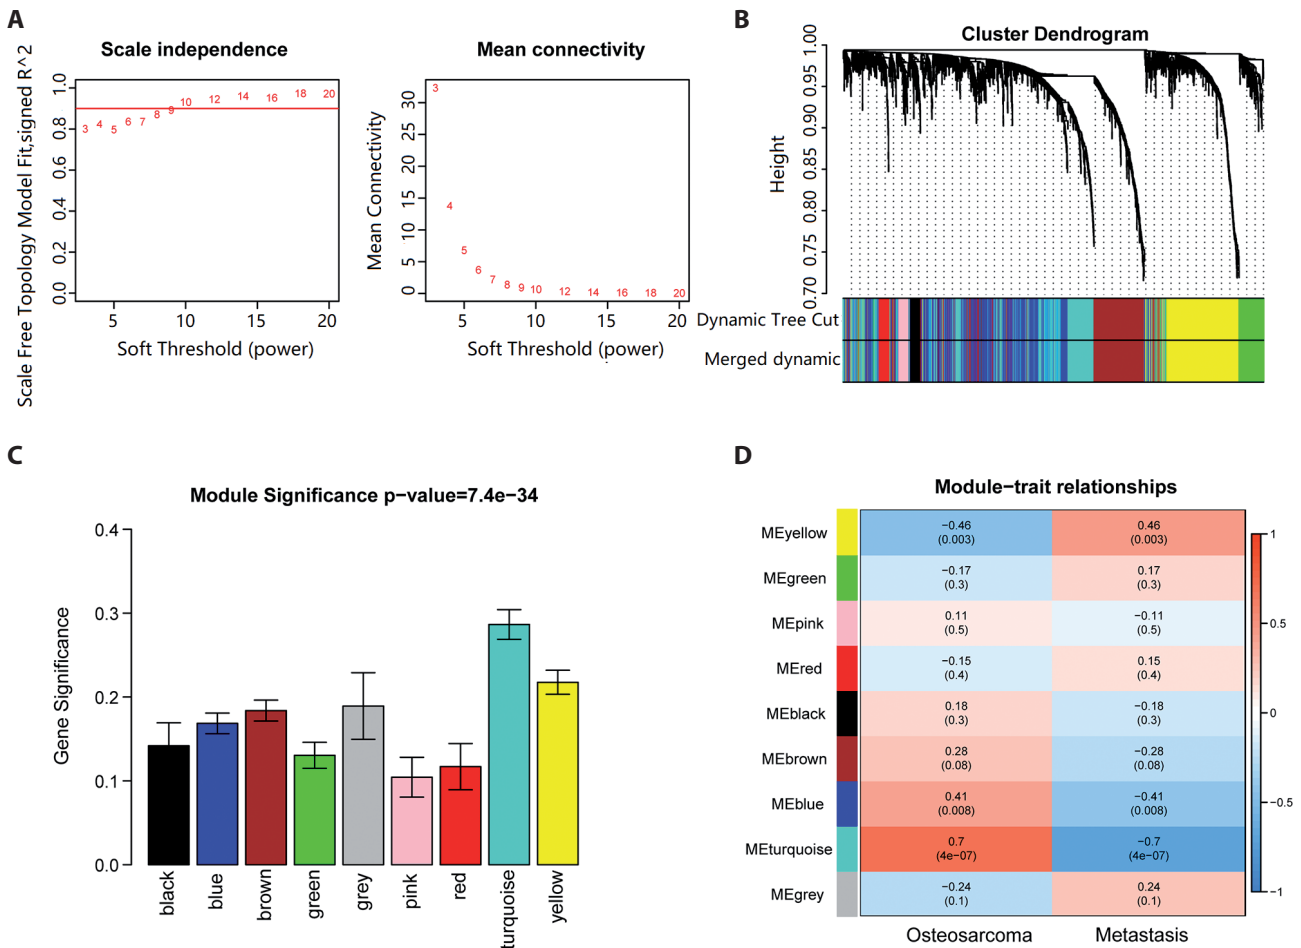 A
Scale independence
Scale Free Topology Model Fit,signed R^2
1.0
0.8
0.6
0.4
0.2
0.0
3 4 5 6 7 8 9 10 12 14 16 18 20
5 10 15 20
Soft Threshold (power)
Mean connectivity
Mean Connectivity
30
25
20
15
10
5
0
3 4 5 6 7 8 9 10 12 14 16 18 20
5 10 15 20
Soft Threshold (power)
B
Cluster Dendrogram
Height
1.00
0.95
0.90
0.85
0.80
0.75
0.70
Dynamic Tree Cut
Merged dynamic
C
Module Significance p−value=7.4e−34
Gene Significance
0.4
0.3
0.2
0.1
0.0
black
blue
brown
green
grey
pink
red
turquoise
yellow
D
Module−trait relationships
MEyellow −0.46 0.46
(0.003) (0.003)
MEgreen −0.17 0.17
(0.3) (0.3)
MEpink 0.11 −0.11
(0.5) (0.5)
MEred −0.15 0.15
(0.4) (0.4)
MEblack 0.18 −0.18
(0.3) (0.3)
MEbrown 0.28 −0.28
(0.08) (0.08)
MEblue 0.41 −0.41
(0.008) (0.008)
MEturquoise 0.7 −0.7
(4e−07) (4e−07)
MEgrey −0.24 0.24
(0.1) (0.1)
Osteosarcoma Metastasis
1
0.5
0
−0.5
−1